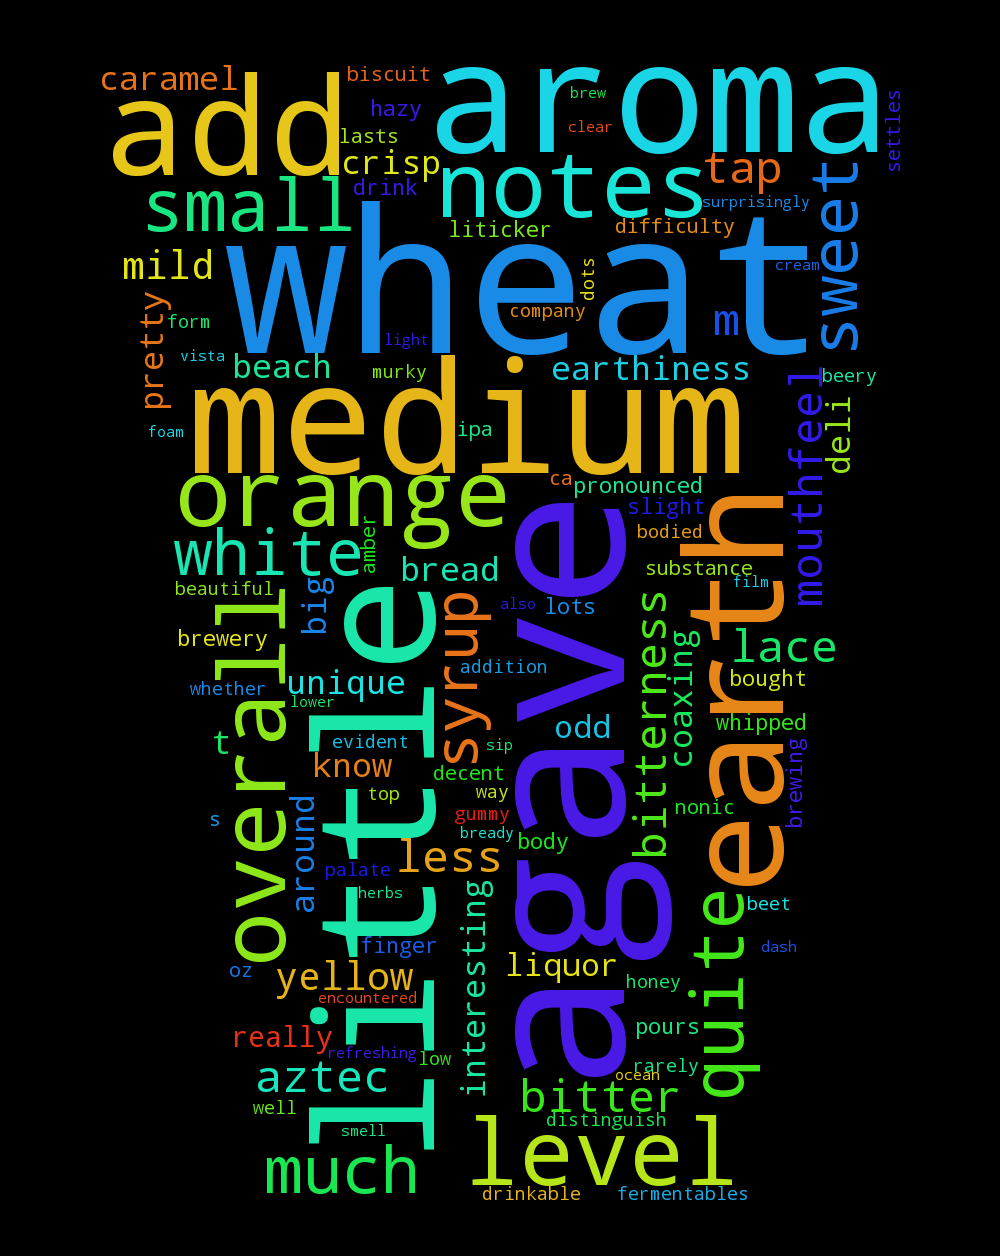 caramel
biscuit
aroma
add
hazy
brew
settles
lasts
clear
crisp
notes
tap
sweet
small
drink
surprisingly
liticker
difficulty
wheat
mild
dots
cream
pretty
form
company
m
vista
light
beach
murky
earthiness
beery
medium
mouthfeel
deli
foam
ipa
orange
ca
pronounced
agave
earth
slight
white
amber
bodied
bread
substance
film
beautiful
big
little
overall
syrup
also
lots
bitterness
brewery
coaxing
lace
addition
bought
whether
unique
lower
odd
whipped
t
evident
sip
brewing
know
decent
top
way
nonic
s
around
gummy
bready
body
less
palate
herbs
interesting
quite
beet
finger
dash
oz
liquor
yellow
honey
encountered
really
pours
refreshing
low
rarely
aztec
ocean
bitter
well
distinguish
smell
level
much
drinkable
fermentables